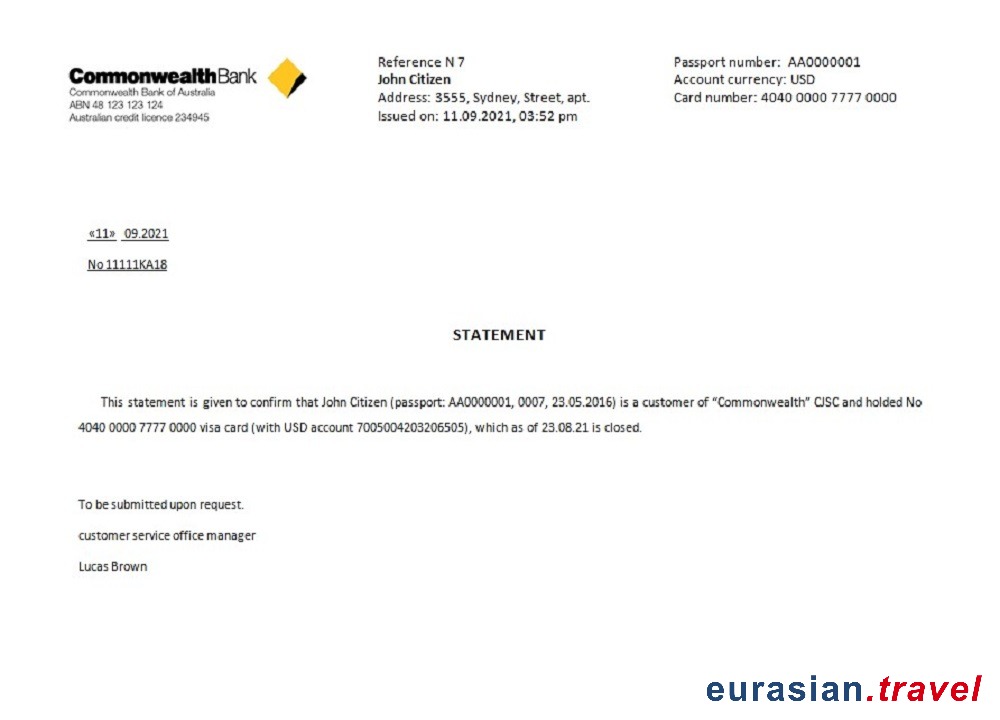 CommonwealthBank
Commonwealth Bank of Australia
ABN 48 123 123 124
Australian credit licence 234945
Reference N 7
John Citizen
Address: 3555, Sydney, Street, apt.
Issued on: 11.09.2021, 03:52 pm
Passport number: AA0000001
Account currency: USD
Card number: 4040 0000 7777 0000
«11» 09.2021
No 11111KA18
STATEMENT
This statement is given to confirm that John Citizen (passport: AA0000001, 0007, 23.05.2016) is a customer of “Commonwealth” CJSC and holded No
4040 0000 7777 0000 visa card (with USD account 7005004203206505), which as of 23.08.21 is closed.
To be submitted upon request.
customer service office manager
Lucas Brown
eurasian.travel